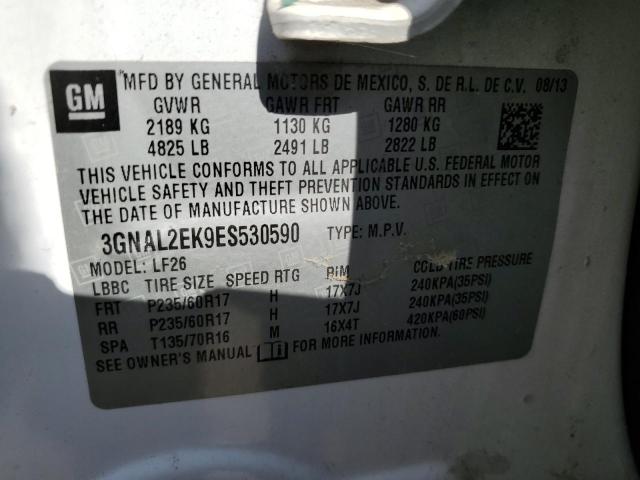 GM
MFD BY GENERAL MOTORS DE MEXICO, S. DE R.L. DE C.V. 08/13
GVWR GAWR FRT GAWR RR
2189 KG 1130 KG 1280 KG
4825 LB 2491 LB 2822 LB
THIS VEHICLE CONFORMS TO ALL APPLICABLE U.S. FEDERAL MOTOR
VEHICLE SAFETY AND THEFT PREVENTION STANDARDS IN EFFECT ON
THE DATE OF MANUFACTURE SHOWN ABOVE.
3GNAL2EK9ES530590 TYPE: M.P.V.
MODEL: LF26
LBBC TIRE SIZE SPEED RTG RIM COLD TIRE PRESSURE
FRT P235/60R17 H 17X7J 240KPA(35PSI)
RR P235/60R17 H 17X7J 240KPA(35PSI)
SPA T135/70R16 M 16X4T 420KPA(60PSI)
SEE OWNER'S MANUAL FOR MORE INFORMATION.